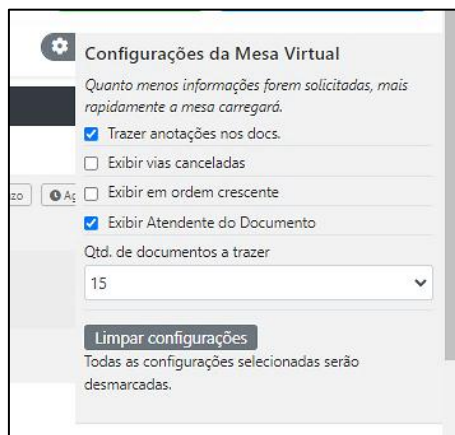 Configurações da Mesa Virtual
Quanto menos informações forem solicitadas, mais
rapidamente a mesa carregará.
Trazer anotações nos docs.
Exibir vias canceladas
zo
Exibir em ordem crescente
Exibir Atendente do Documento
Qtd. de documentos a trazer
15
Limpar configurações
Todas as configurações selecionadas serão
desmarcadas.